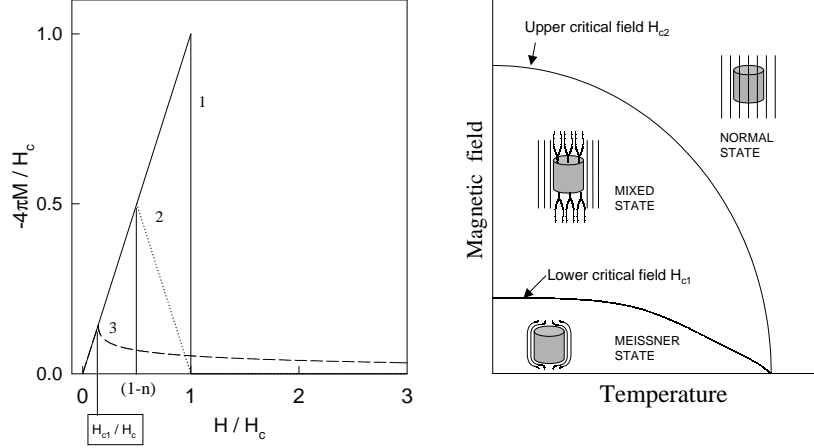 1.0
0.5
0.0
-4πM / Hc
1
2
3
0
1
2
3
(1-n)
Hc1 / Hc
H / Hc
Upper critical field Hc2
NORMAL
STATE
MIXED
STATE
Lower critical field Hc1
MEISSNER
STATE
Magnetic field
Temperature